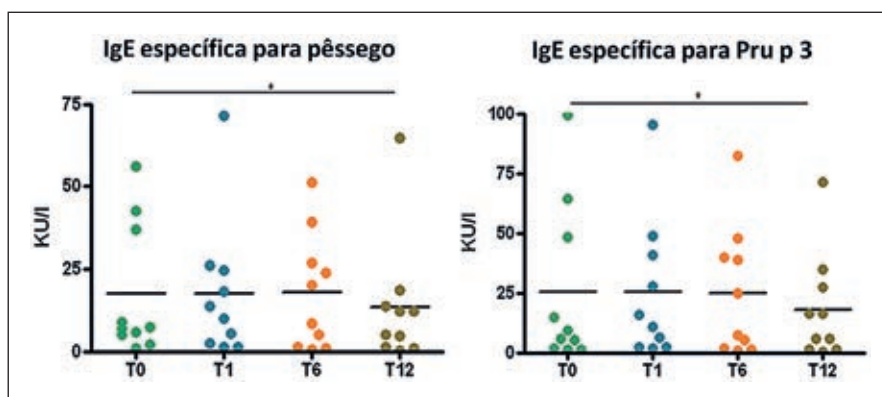 IgE específica para pêssego
*
75
50
25
0
KU/l
T0 T1 T6 T12
IgE específica para Pru p 3
*
100
75
50
25
0
KU/l
T0 T1 T6 T12